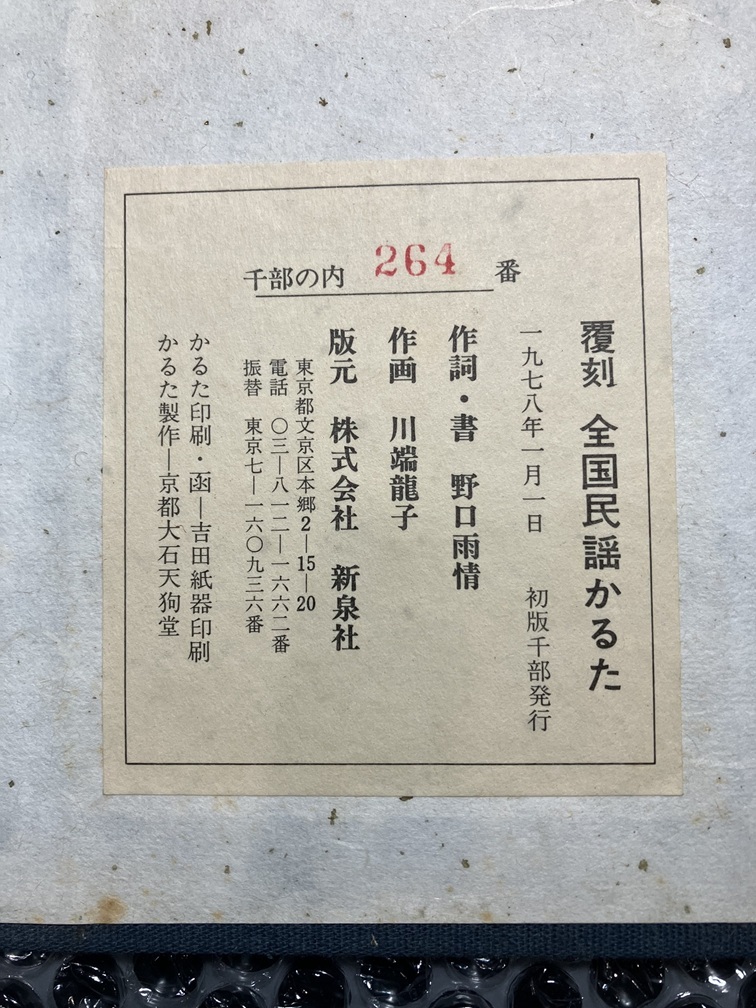 千部の内 264 番
覆刻 全国民謡かるた
一九七八年一月一日 初版千部発行
作詞・書 野口雨情
作画 川端龍子
版元 株式会社 新泉社
東京都文京区本郷2―15―20
電話 〇三―八一二―一六六二番
振替 東京七―一六〇九三六番
かるた印刷・函―吉田紙器印刷
かるた製作―京都大石天狗堂